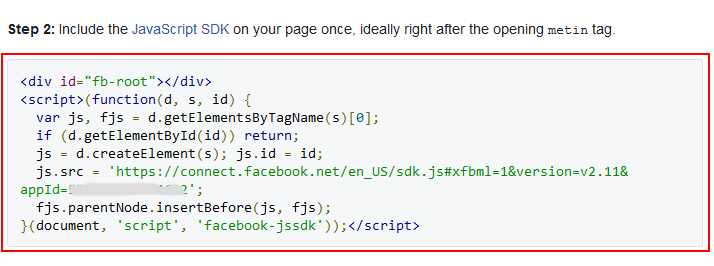 Step 2: Include the JavaScript SDK on your page once, ideally right after the opening metin tag.
<div id="fb-root"></div>
<script>(function(d, s, id) {
  var js, fjs = d.getElementsByTagName(s)[0];
  if (d.getElementById(id)) return;
  js = d.createElement(s); js.id = id;
  js.src = 'https://connect.facebook.net/en_US/sdk.js#xfbml=1&version=v2.11&
appId=          2';
  fjs.parentNode.insertBefore(js, fjs);
}(document, 'script', 'facebook-jssdk'));</script>